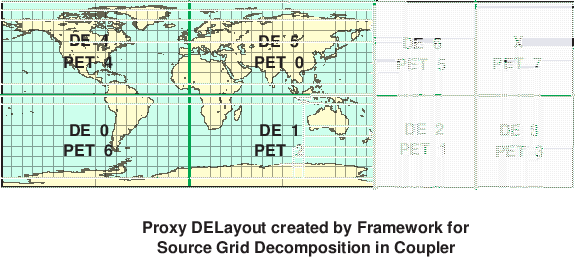 DE 4
DE 5
DE 6
X
PET 4
PET 0
PET 5
PET 7
DE 0
DE 1
DE 2
DE 3
PET 6
PET 2
PET 1
PET 3
Proxy DELayout created by Framework for
Source Grid Decomposition in Coupler